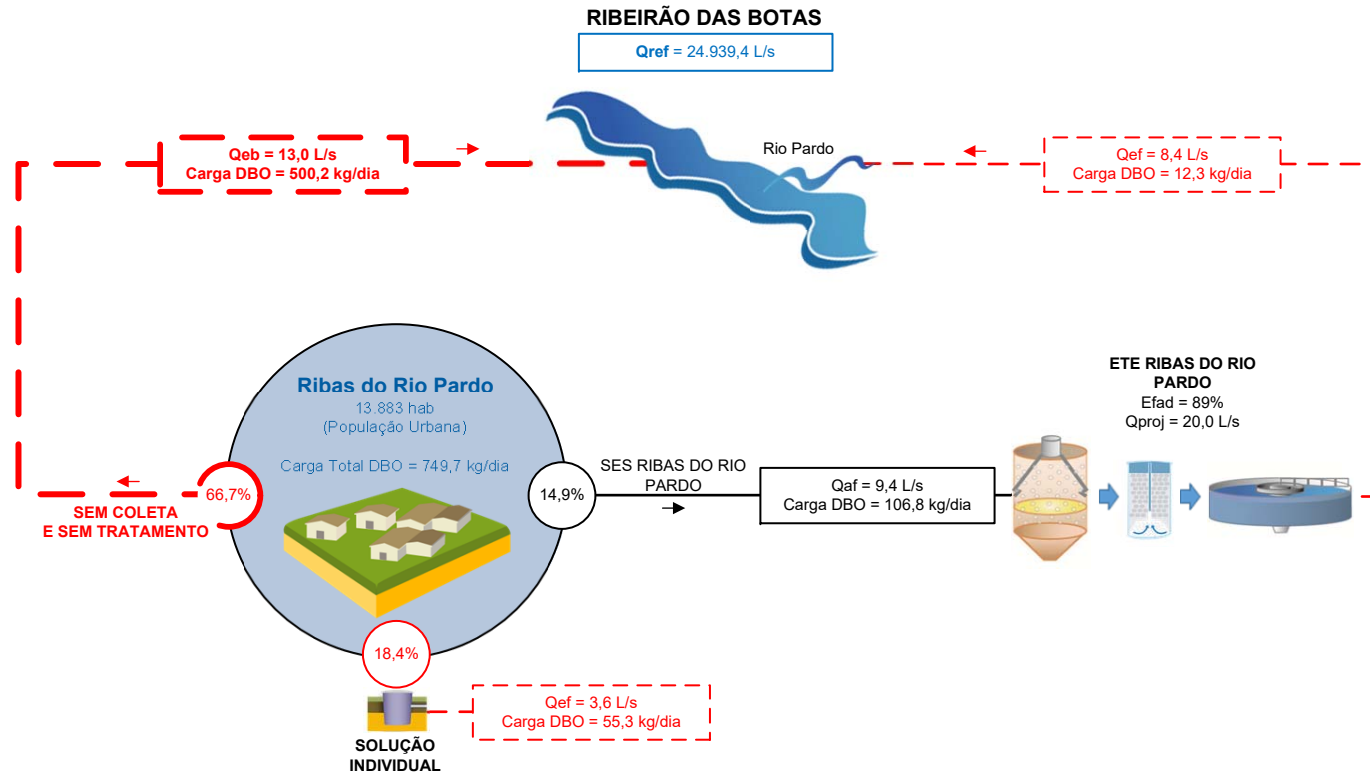 RIBEIRÃO DAS BOTAS
Qref = 24.939,4 L/s
Rio Pardo
Qeb = 13,0 L/s
Carga DBO = 500,2 kg/dia
Qef = 8,4 L/s
Carga DBO = 12,3 kg/dia
Ribas do Rio Pardo
13.883 hab
(População Urbana)
Carga Total DBO = 749,7 kg/dia
66,7%
SEM COLETA
E SEM TRATAMENTO
14,9%
SES RIBAS DO RIO
PARDO
Qaf = 9,4 L/s
Carga DBO = 106,8 kg/dia
ETE RIBAS DO RIO
PARDO
Efad = 89%
Qproj = 20,0 L/s
18,4%
Qef = 3,6 L/s
Carga DBO = 55,3 kg/dia
SOLUÇÃO
INDIVIDUAL